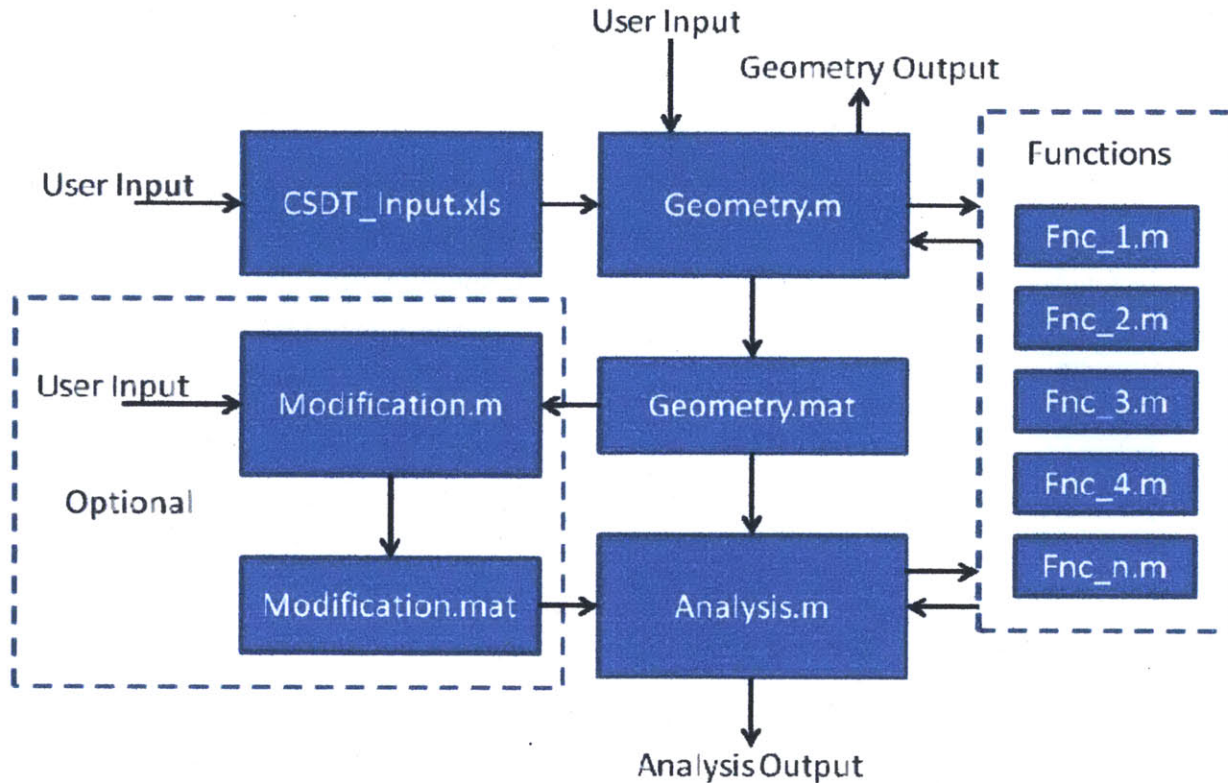 User Input
Geometry Output
Functions
User Input
CSDT_Input.xls
Geometry.m
Fnc_1.m
Fnc_2.m
User Input
Modification.m
Geometry.mat
Fnc_3.m
Optional
Fnc_4.m
Modification.mat
Analysis.m
Fnc_n.m
Analysis Output